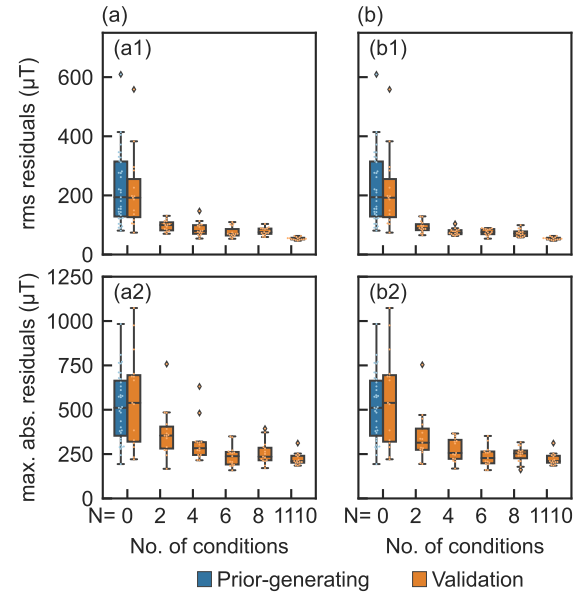 (a) (b)
(a1) (b1)
rms residuals (µT)
600
400
200
0
(a2) (b2)
max. abs. residuals (µT)
1250
1000
750
500
250
0
N= 0 2 4 6 8 1110 N= 0 2 4 6 8 1110
No. of conditions No. of conditions
Prior-generating Validation